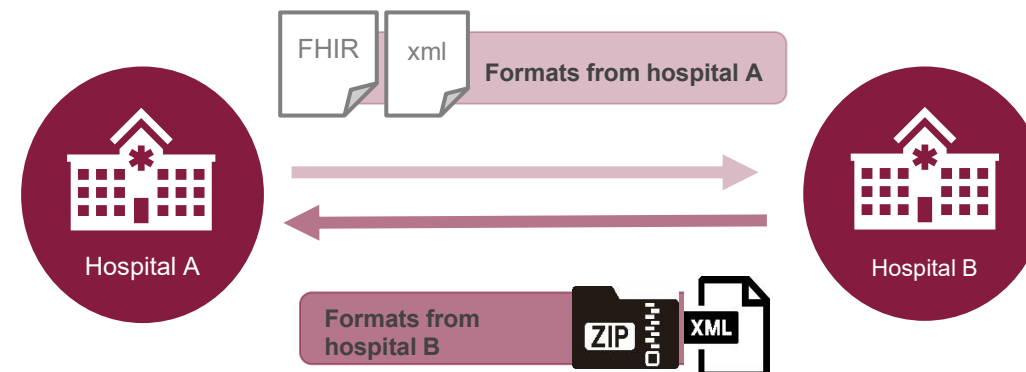 FHIR
xml
Formats from hospital A
Hospital A
Hospital B
Formats from
hospital B
ZIP
XML